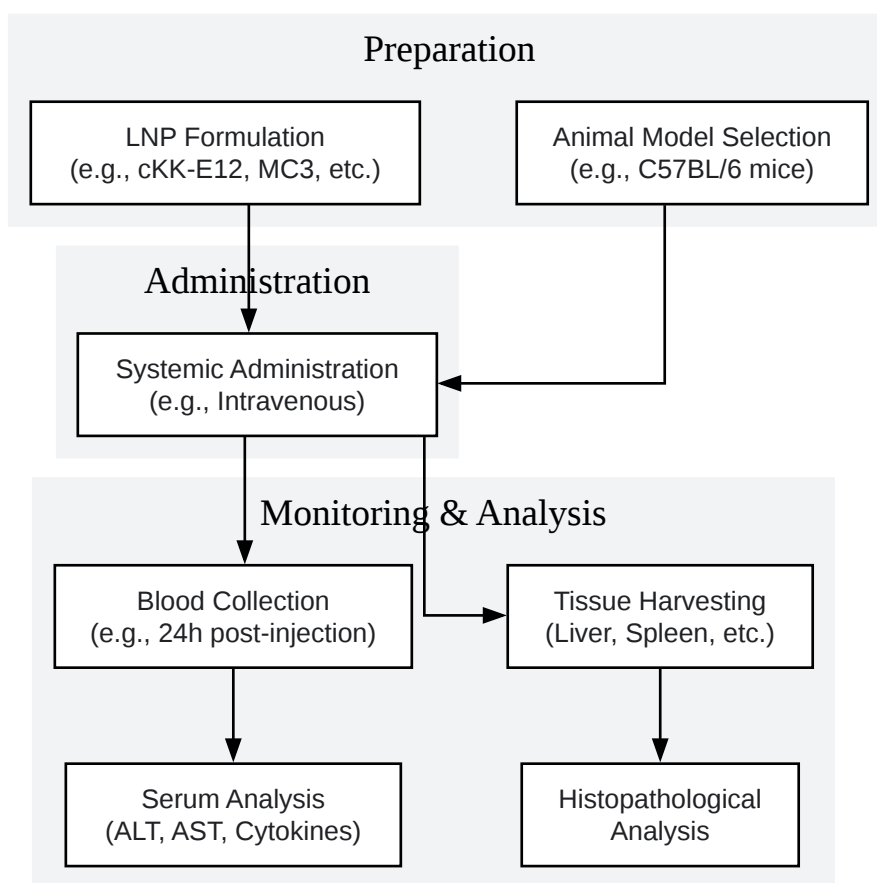 Preparation
LNP Formulation
(e.g., cKK-E12, MC3, etc.)
Animal Model Selection
(e.g., C57BL/6 mice)
Administration
Systemic Administration
(e.g., Intravenous)
Monitoring & Analysis
Blood Collection
(e.g., 24h post-injection)
Tissue Harvesting
(Liver, Spleen, etc.)
Serum Analysis
(ALT, AST, Cytokines)
Histopathological
Analysis